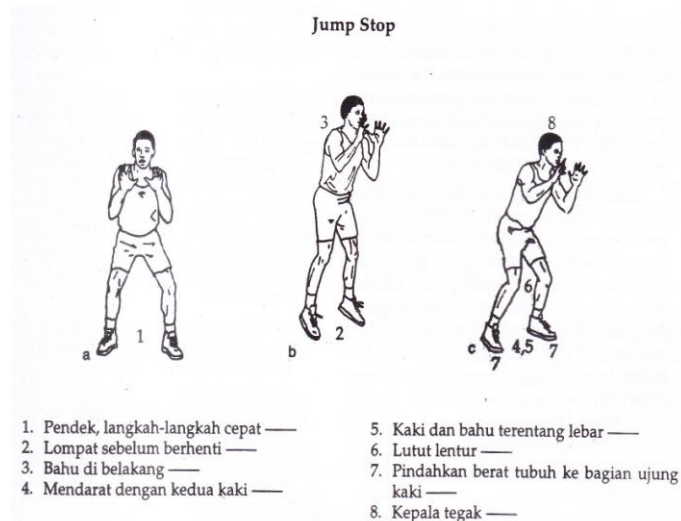 Jump Stop
3
8
1
2
6
a
b
c
4,5
7
7
1. Pendek, langkah-langkah cepat ——
2. Lompat sebelum berhenti ——
3. Bahu di belakang ——
4. Mendarat dengan kedua kaki ——
5. Kaki dan bahu terentang lebar ——
6. Lutut lentur ——
7. Pindahkan berat tubuh ke bagian ujung
kaki ——
8. Kepala tegak ——